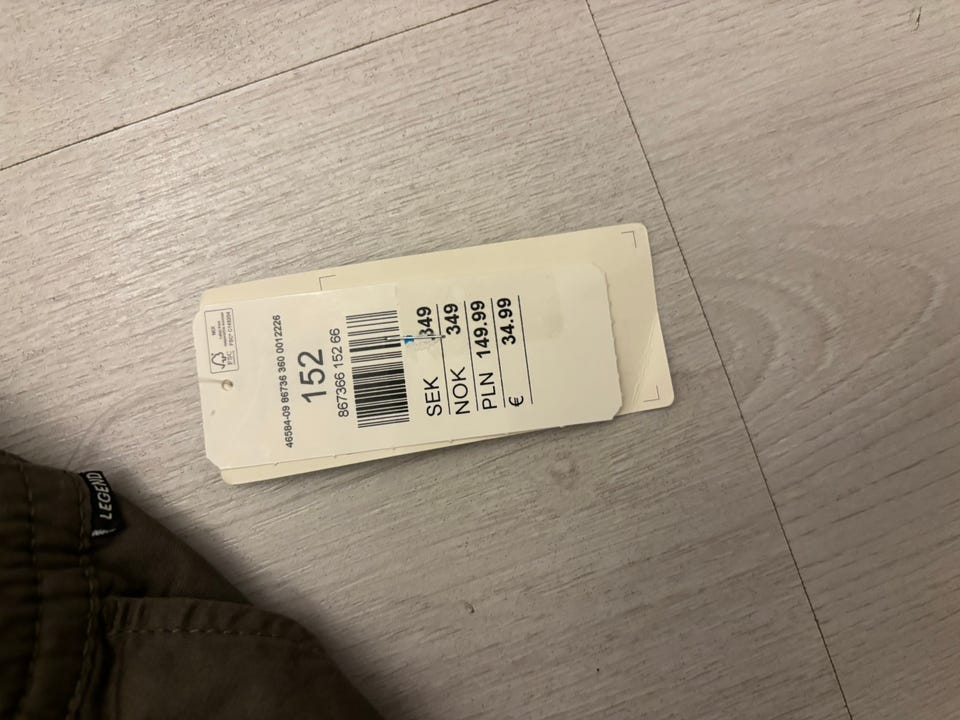 46584-09 86736 360 0012226
152
867366 152 66
SEK 349
NOK 349
PLN 149.99
€ 34.99
FSC
LEGEND